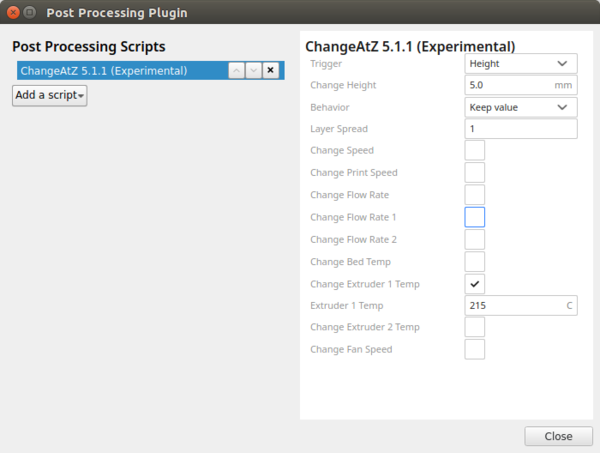 Post Processing Plugin
Post Processing Scripts
ChangeAtZ 5.1.1 (Experimental)
Add a script
ChangeAtZ 5.1.1 (Experimental)
Trigger Height
Change Height 5.0 mm
Behavior Keep value
Layer Spread 1
Change Speed
Change Print Speed
Change Flow Rate
Change Flow Rate 1
Change Flow Rate 2
Change Bed Temp
Change Extruder 1 Temp
Extruder 1 Temp 215 C
Change Extruder 2 Temp
Change Fan Speed
Close